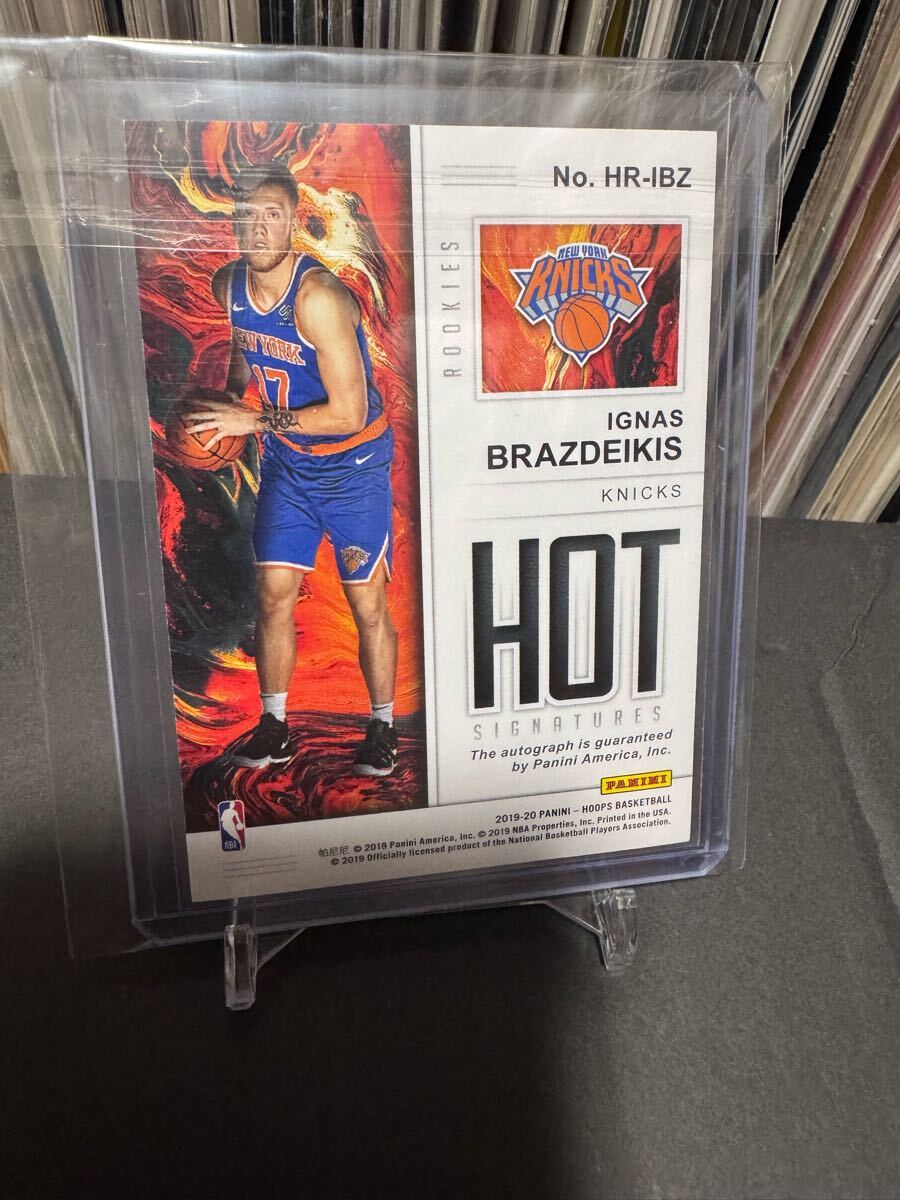 No. HR-IBZ
ROOKIES
NEW YORK
KNICKS
IGNAS
BRAZDEIKIS
KNICKS
HOT
SIGNATURES
The autograph is guaranteed
by Panini America, Inc.
PANINI
2019-20 PANINI – HOOPS BASKETBALL
帕尼尼 © 2019 Panini America, Inc. © 2019 NBA Properties, Inc. Printed in the USA.
© 2019 Officially licensed product of the National Basketball Players Association.
NBA
NEW YORK
17